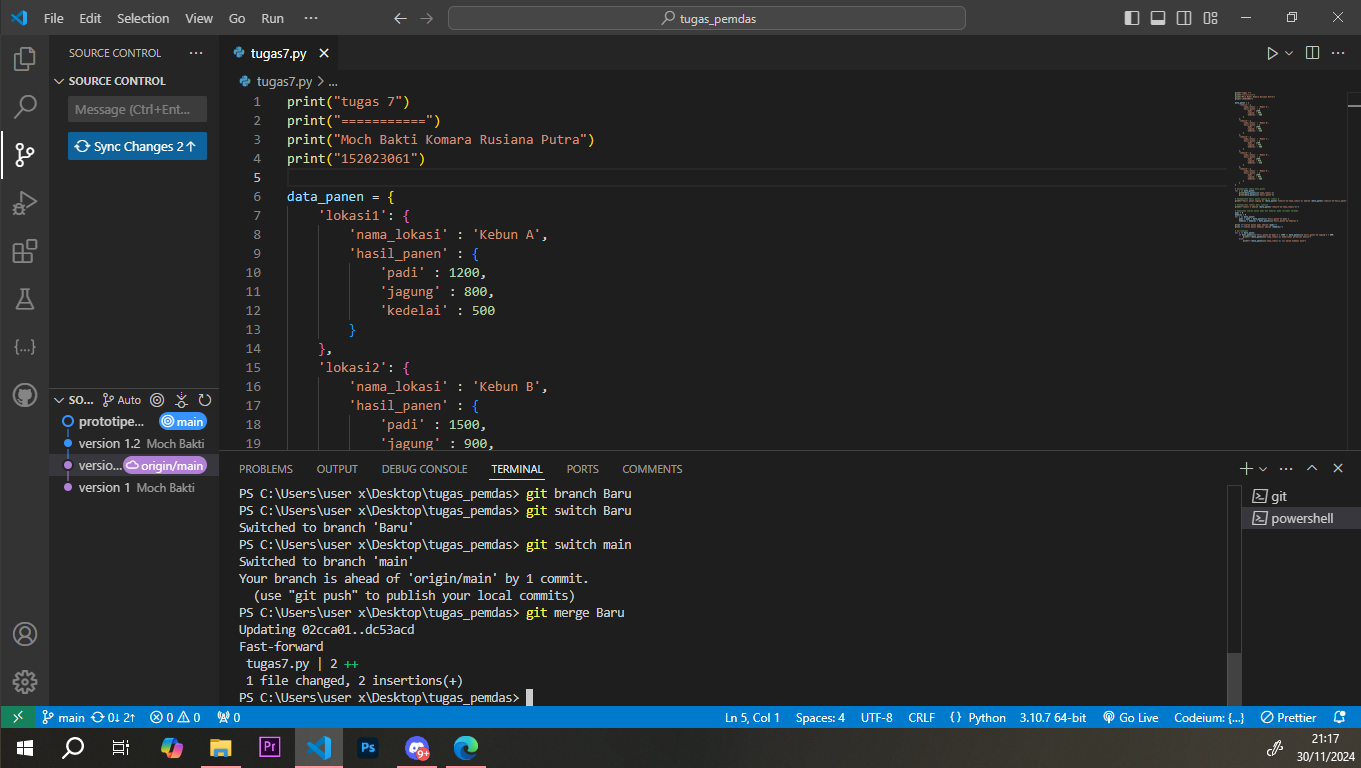 File Edit Selection View Go Run ···
tugas_pemdas
SOURCE CONTROL ···
SOURCE CONTROL
Message (Ctrl+Ent...
Sync Changes 2↑
SO... Auto
prototipe... main
version 1.2 Moch Bakti
versio... origin/main
version 1 Moch Bakti
tugas7.py
tugas7.py > ...
1 print("tugas 7")
2 print("===========")
3 print("Moch Bakti Komara Rusiana Putra")
4 print("152023061")
5
6 data_panen = {
7 'lokasi1': {
8 'nama_lokasi' : 'Kebun A',
9 'hasil_panen' : {
10 'padi' : 1200,
11 'jagung' : 800,
12 'kedelai' : 500
13 }
14 },
15 'lokasi2': {
16 'nama_lokasi' : 'Kebun B',
17 'hasil_panen' : {
18 'padi' : 1500,
19 'jagung' : 900,
PROBLEMS OUTPUT DEBUG CONSOLE TERMINAL PORTS COMMENTS
PS C:\Users\user x\Desktop\tugas_pemdas> git branch Baru
PS C:\Users\user x\Desktop\tugas_pemdas> git switch Baru
Switched to branch 'Baru'
PS C:\Users\user x\Desktop\tugas_pemdas> git switch main
Switched to branch 'main'
Your branch is ahead of 'origin/main' by 1 commit.
(use "git push" to publish your local commits)
PS C:\Users\user x\Desktop\tugas_pemdas> git merge Baru
Updating 02cca01..dc53acd
Fast-forward
tugas7.py | 2 ++
1 file changed, 2 insertions(+)
PS C:\Users\user x\Desktop\tugas_pemdas>
git
powershell
main 0↓ 2↑ 0 0 0 Ln 5, Col 1 Spaces: 4 UTF-8 CRLF {} Python 3.10.7 64-bit Go Live Codeium: {...} Prettier
Pr Ps 9+
21:17
30/11/2024